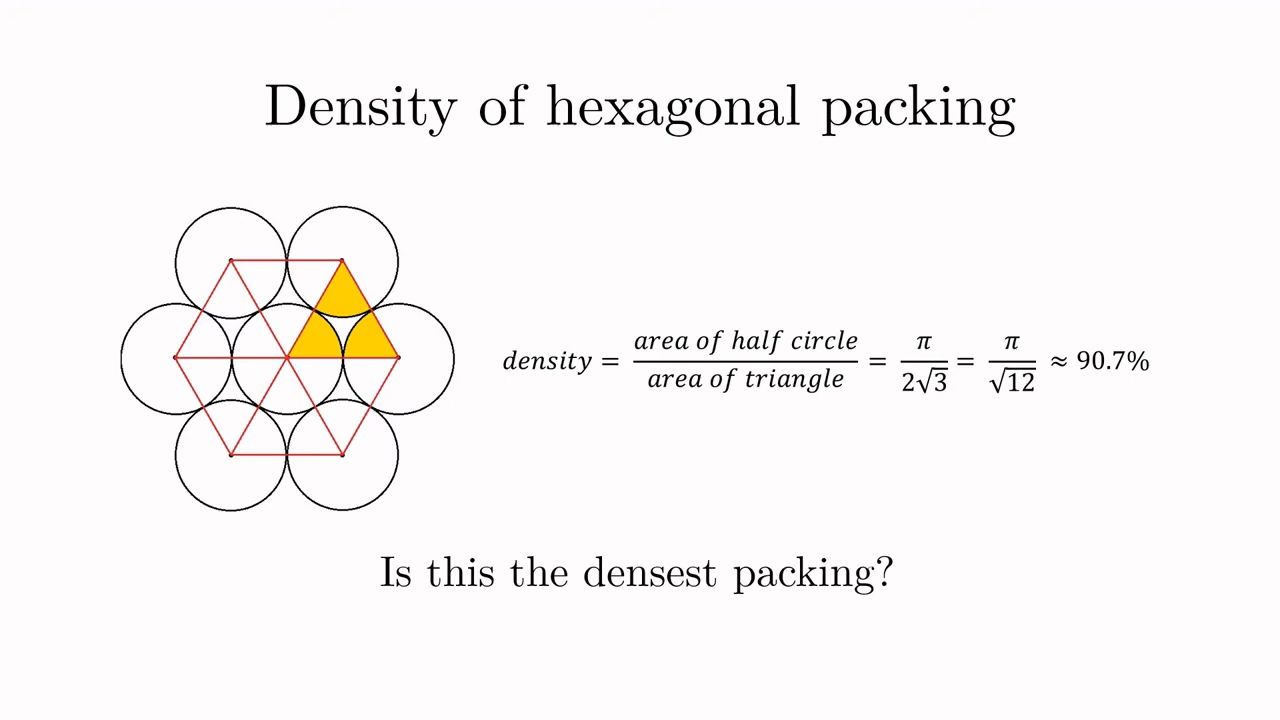 Density of hexagonal packing
density = area of half circle / area of triangle = π / 2√3 = π / √12 ≈ 90.7%
Is this the densest packing?